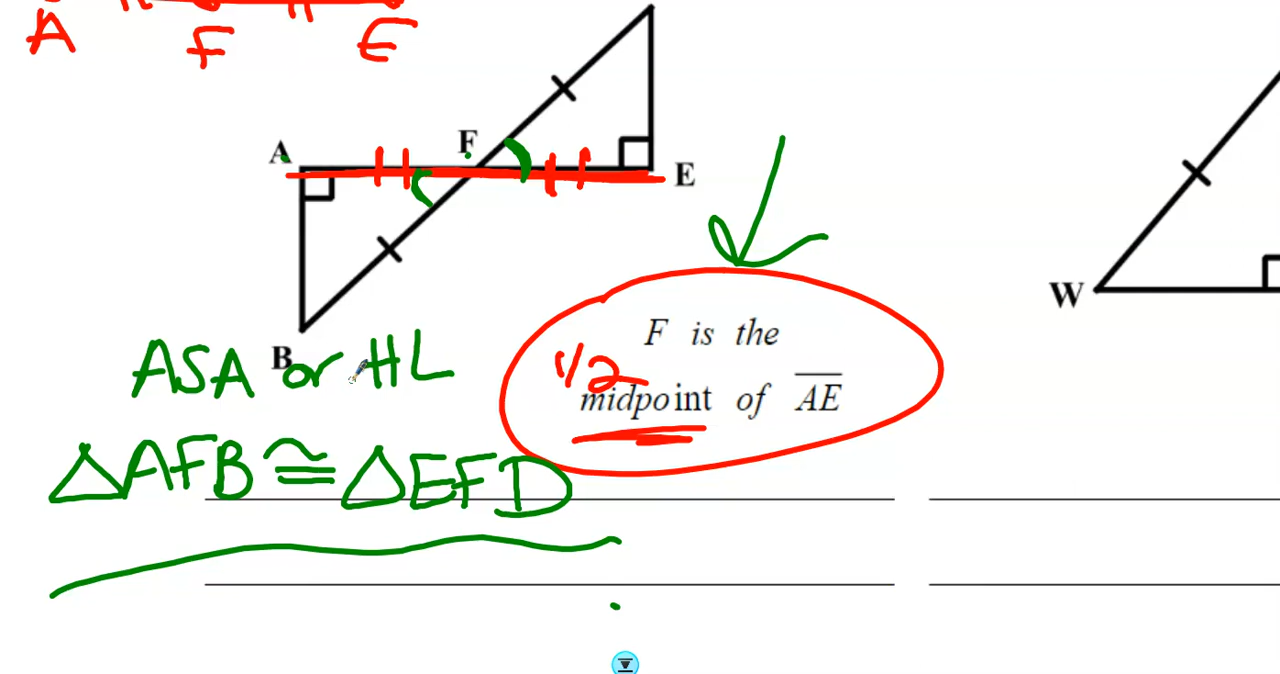 A F E
F
A
E
W
F is the
1/2
midpoint of AE
B
ASA or HL
△AFB ≅ △EFD